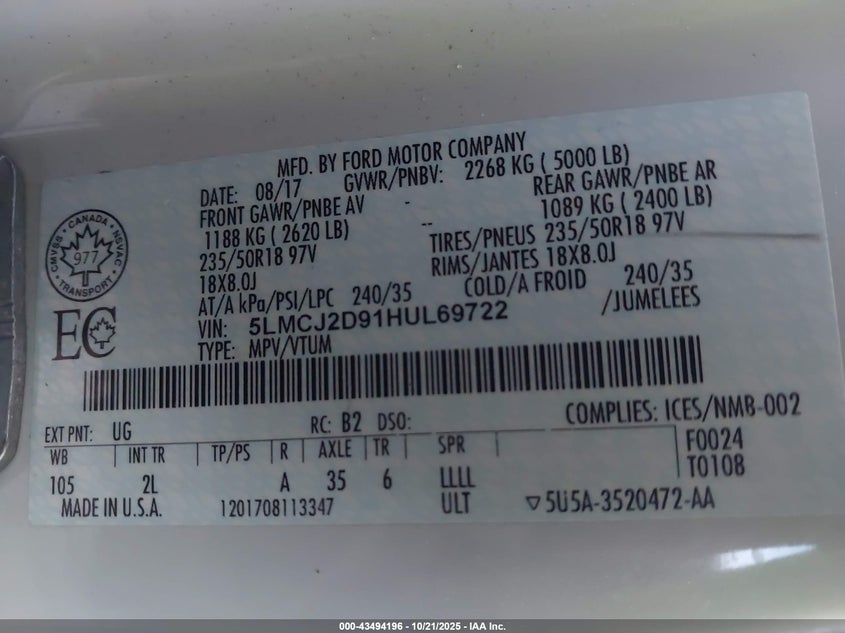 MFD. BY FORD MOTOR COMPANY
DATE: 08/17 GVWR/PNBV: 2268 KG ( 5000 LB)
FRONT GAWR/PNBE AV - REAR GAWR/PNBE AR
1188 KG ( 2620 LB) -- 1089 KG ( 2400 LB)
235/50R18 97V TIRES/PNEUS 235/50R18 97V
18X8.0J RIMS/JANTES 18X8.0J
AT/A kPa/PSI/LPC 240/35 COLD/A FROID 240/35
VIN: 5LMCJ2D91HUL69722 /JUMELEES
TYPE: MPV/VTUM
CANADA
CMVSS NSVAC
977
TRANSPORT
EC
EXT PNT: UG RC: B2 DSO: COMPLIES: ICES/NMB-002
WB INT TR TP/PS R AXLE TR SPR F0024
105 2L A 35 6 LLLL T0108
MADE IN U.S.A. 1201708113347 ULT ▽5U5A-3520472-AA
000-43494196 - 10/21/2025 - IAA Inc.